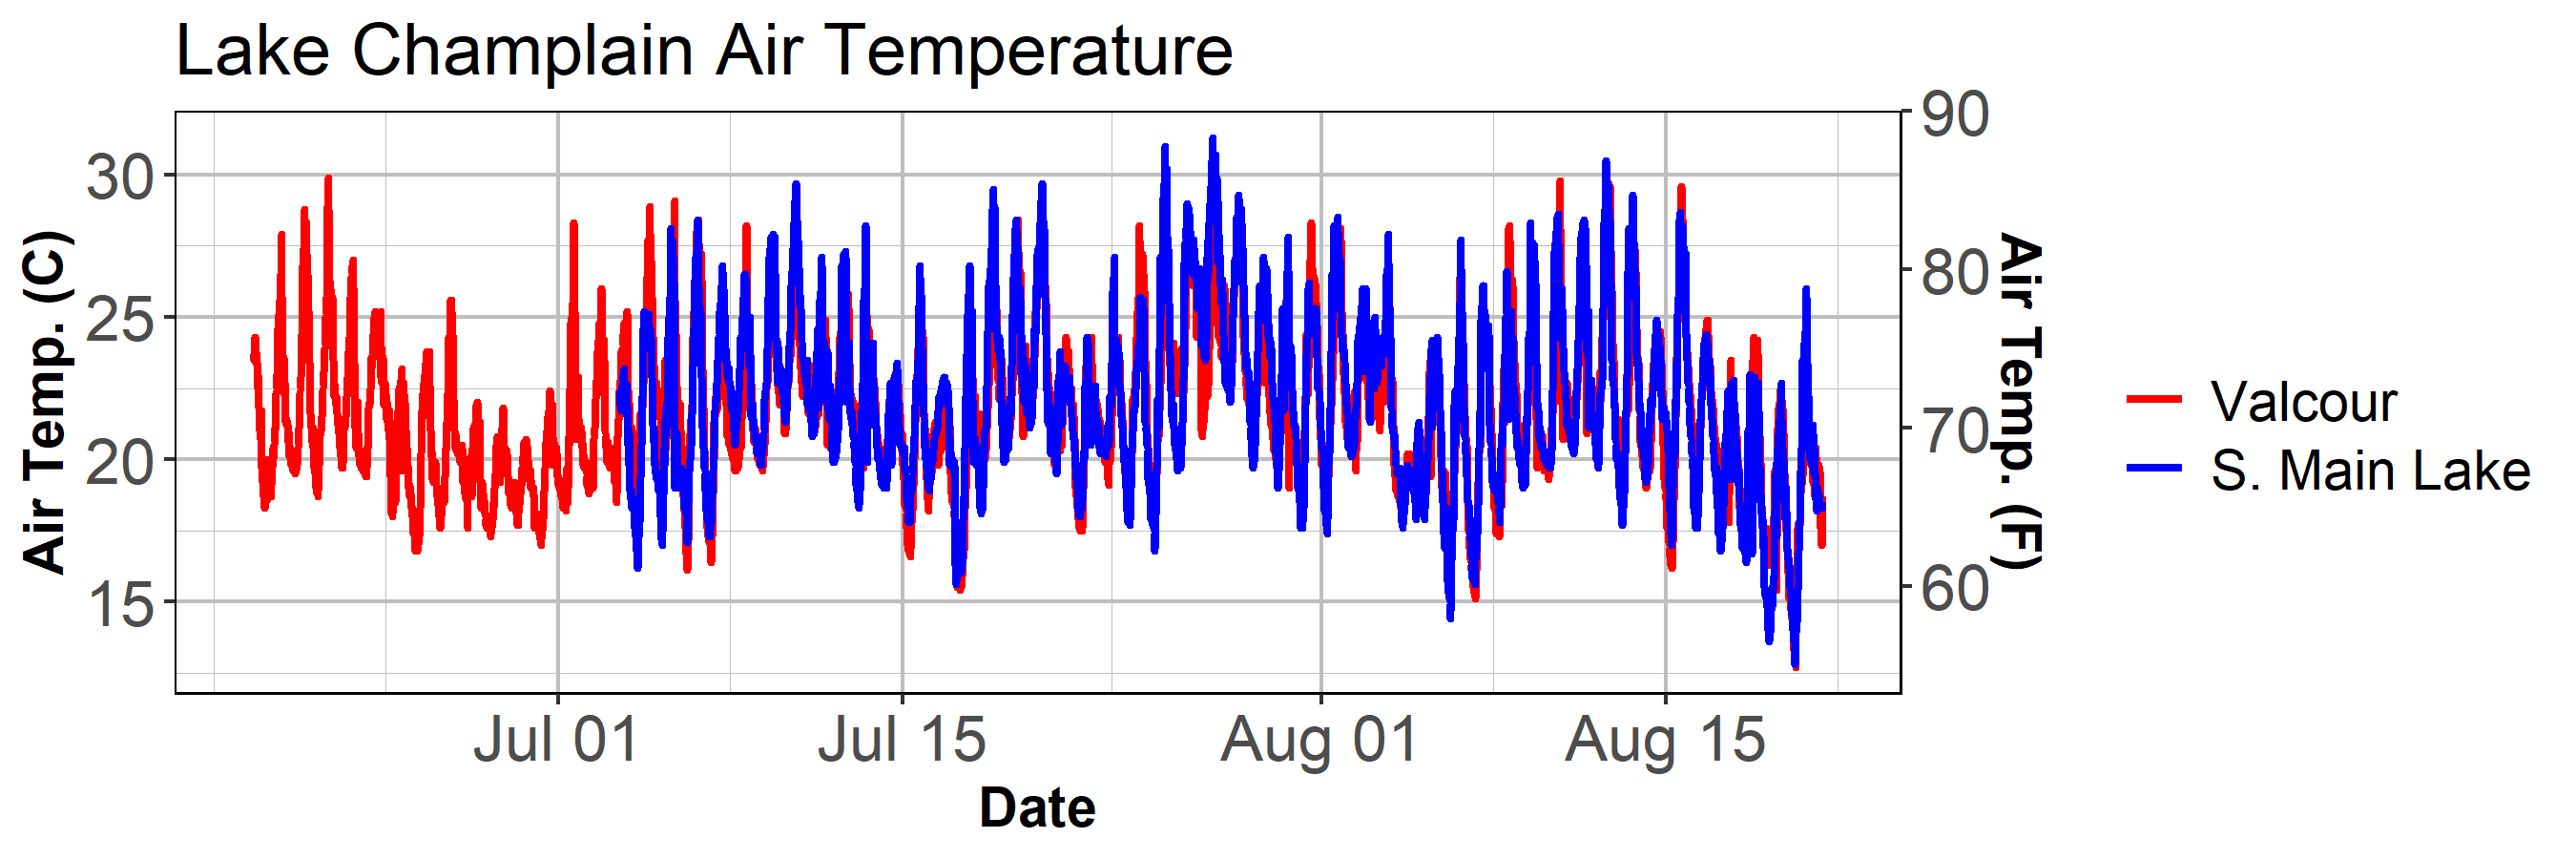 Lake Champlain Air Temperature
Air Temp. (C)
30
25
20
15
90
80
70
60
Air Temp. (F)
Jul 01
Jul 15
Aug 01
Aug 15
Date
Valcour
S. Main Lake